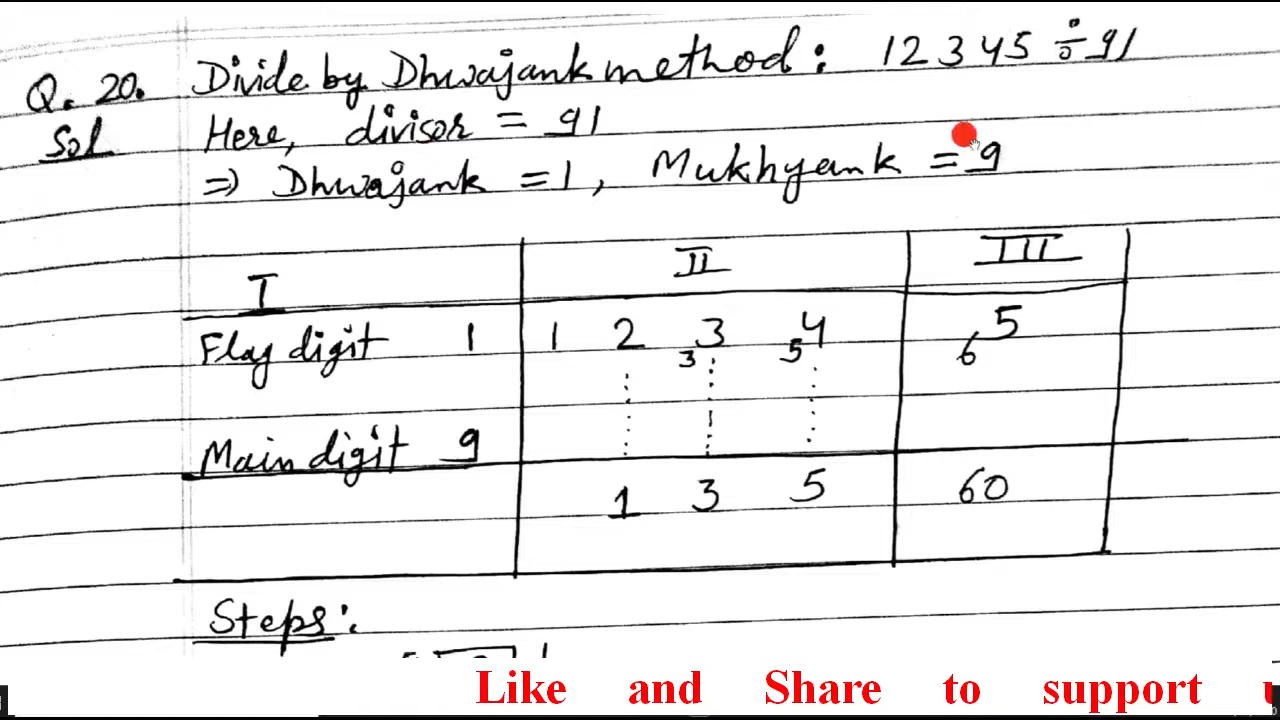 Q. 20. Divide by Dhwajank method : 12345 ÷ 91
Sol Here, divisor = 91
⇒ Dhwajank = 1, Mukhyank = 9
I II III
Flag digit 1 1 2 3 4 5
3 5 6
Main digit 9
1 3 5 60
Steps :
Like and Share to support